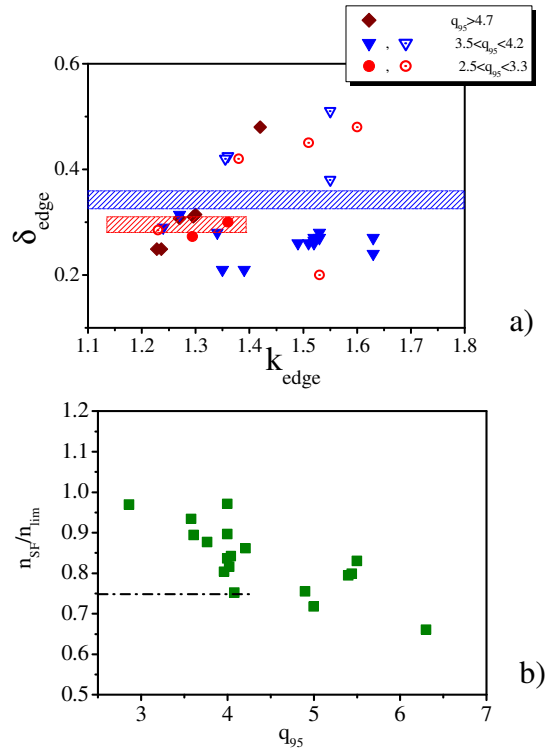 q95>4.7
, 3.5<q95<4.2
, 2.5<q95<3.3
0.6
0.4
0.2
δedge
1.1 1.2 1.3 1.4 1.5 1.6 1.7 1.8
kedge
a)
1.2
1.1
1.0
0.9
0.8
0.7
0.6
0.5
nSF/nlim
3 4 5 6 7
q95
b)